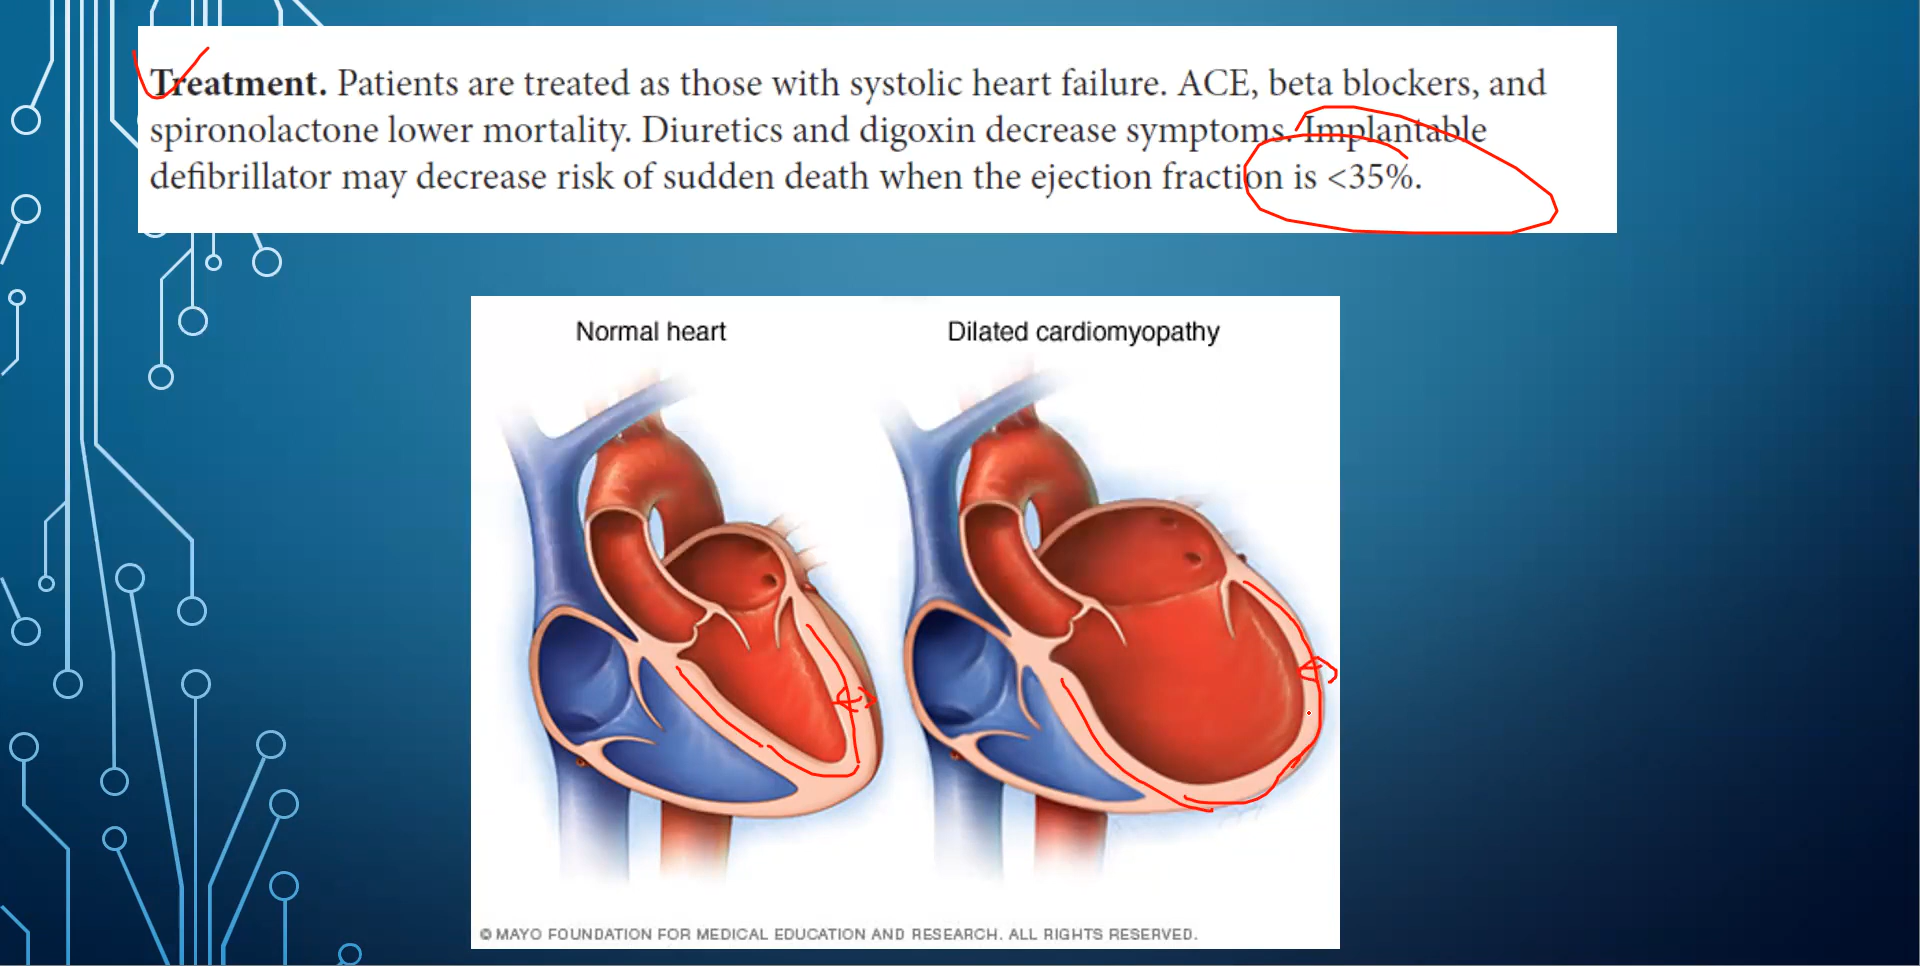 Treatment. Patients are treated as those with systolic heart failure. ACE, beta blockers, and
spironolactone lower mortality. Diuretics and digoxin decrease symptoms. Implantable
defibrillator may decrease risk of sudden death when the ejection fraction is <35%.
Normal heart
Dilated cardiomyopathy
© MAYO FOUNDATION FOR MEDICAL EDUCATION AND RESEARCH. ALL RIGHTS RESERVED.